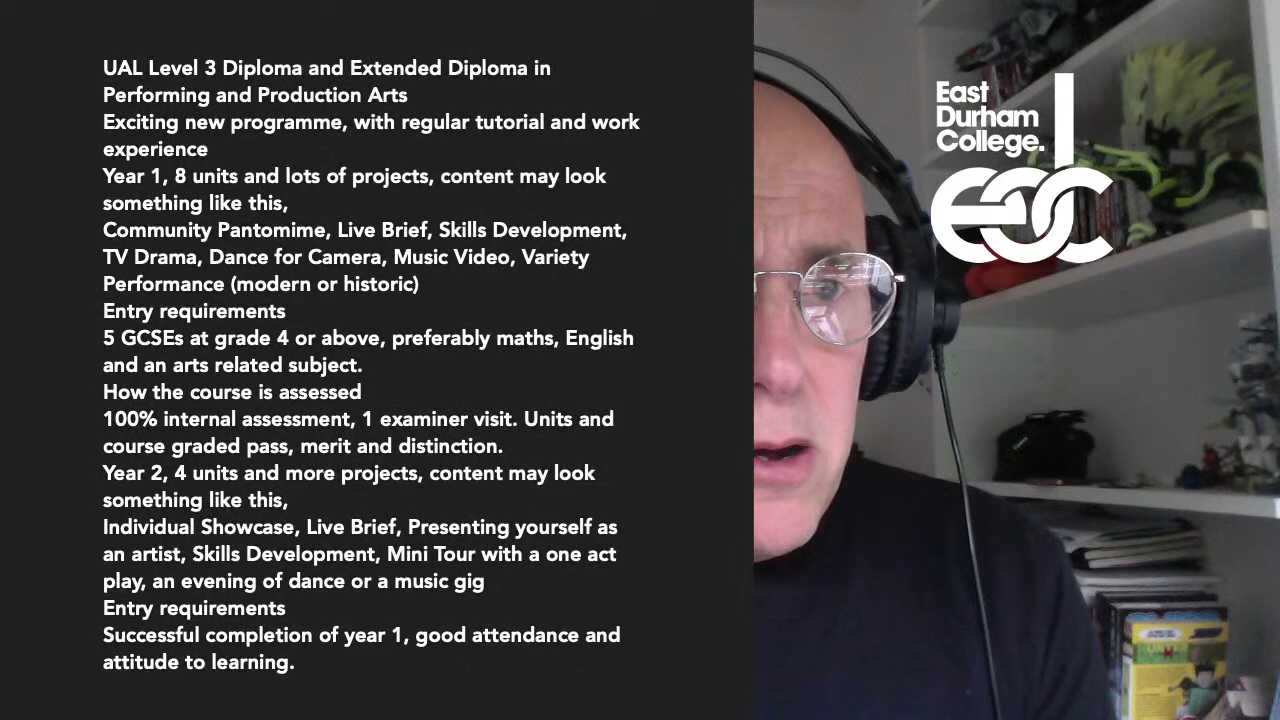 UAL Level 3 Diploma and Extended Diploma in
Performing and Production Arts
Exciting new programme, with regular tutorial and work
experience
Year 1, 8 units and lots of projects, content may look
something like this,
Community Pantomime, Live Brief, Skills Development,
TV Drama, Dance for Camera, Music Video, Variety
Performance (modern or historic)
Entry requirements
5 GCSEs at grade 4 or above, preferably maths, English
and an arts related subject.
How the course is assessed
100% internal assessment, 1 examiner visit. Units and
course graded pass, merit and distinction.
Year 2, 4 units and more projects, content may look
something like this,
Individual Showcase, Live Brief, Presenting yourself as
an artist, Skills Development, Mini Tour with a one act
play, an evening of dance or a music gig
Entry requirements
Successful completion of year 1, good attendance and
attitude to learning.
East
Durham
College.
edc